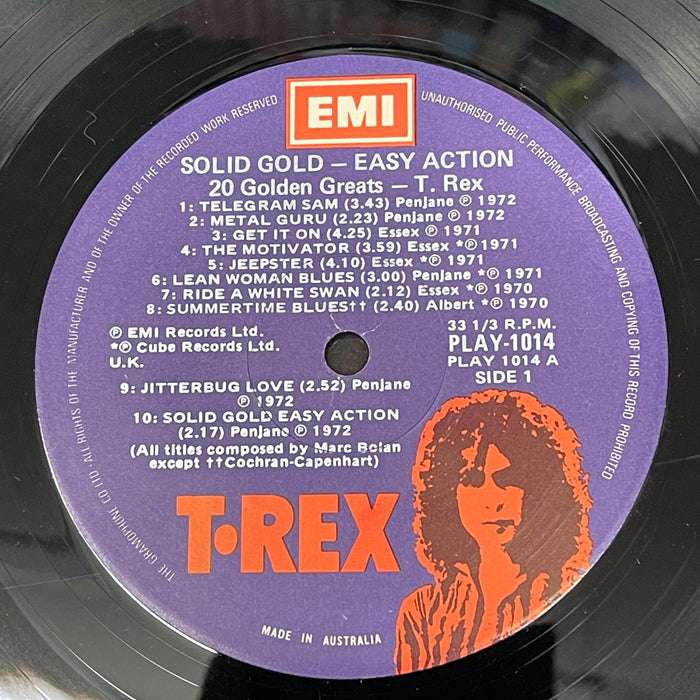 EMI
THE GRAMOPHONE CO LTD · ALL RIGHTS OF THE MANUFACTURER AND OF THE OWNER OF THE RECORDED WORK RESERVED
UNAUTHORISED PUBLIC PERFORMANCE BROADCASTING AND COPYING OF THIS RECORD PROHIBITED
SOLID GOLD – EASY ACTION
20 Golden Greats – T. Rex
1: TELEGRAM SAM (3.43) Penjane ℗ 1972
2: METAL GURU (2.23) Penjane ℗ 1972
3: GET IT ON (4.25) Essex ℗ 1971
4: THE MOTIVATOR (3.59) Essex *℗ 1971
5: JEEPSTER (4.10) Essex *℗ 1971
6: LEAN WOMAN BLUES (3.00) Penjane *℗ 1971
7: RIDE A WHITE SWAN (2.12) Essex *℗ 1970
8: SUMMERTIME BLUES†† (2.40) Albert *℗ 1970
℗ EMI Records Ltd.
*℗ Cube Records Ltd.
U.K.
33 1/3 R.P.M.
PLAY-1014
PLAY 1014 A
SIDE 1
9: JITTERBUG LOVE (2.52) Penjane
℗ 1972
10: SOLID GOLD EASY ACTION
(2.17) Penjane ℗ 1972
(All titles composed by Marc Bolan
except ††Cochran-Capenhart)
T·REX
MADE IN AUSTRALIA